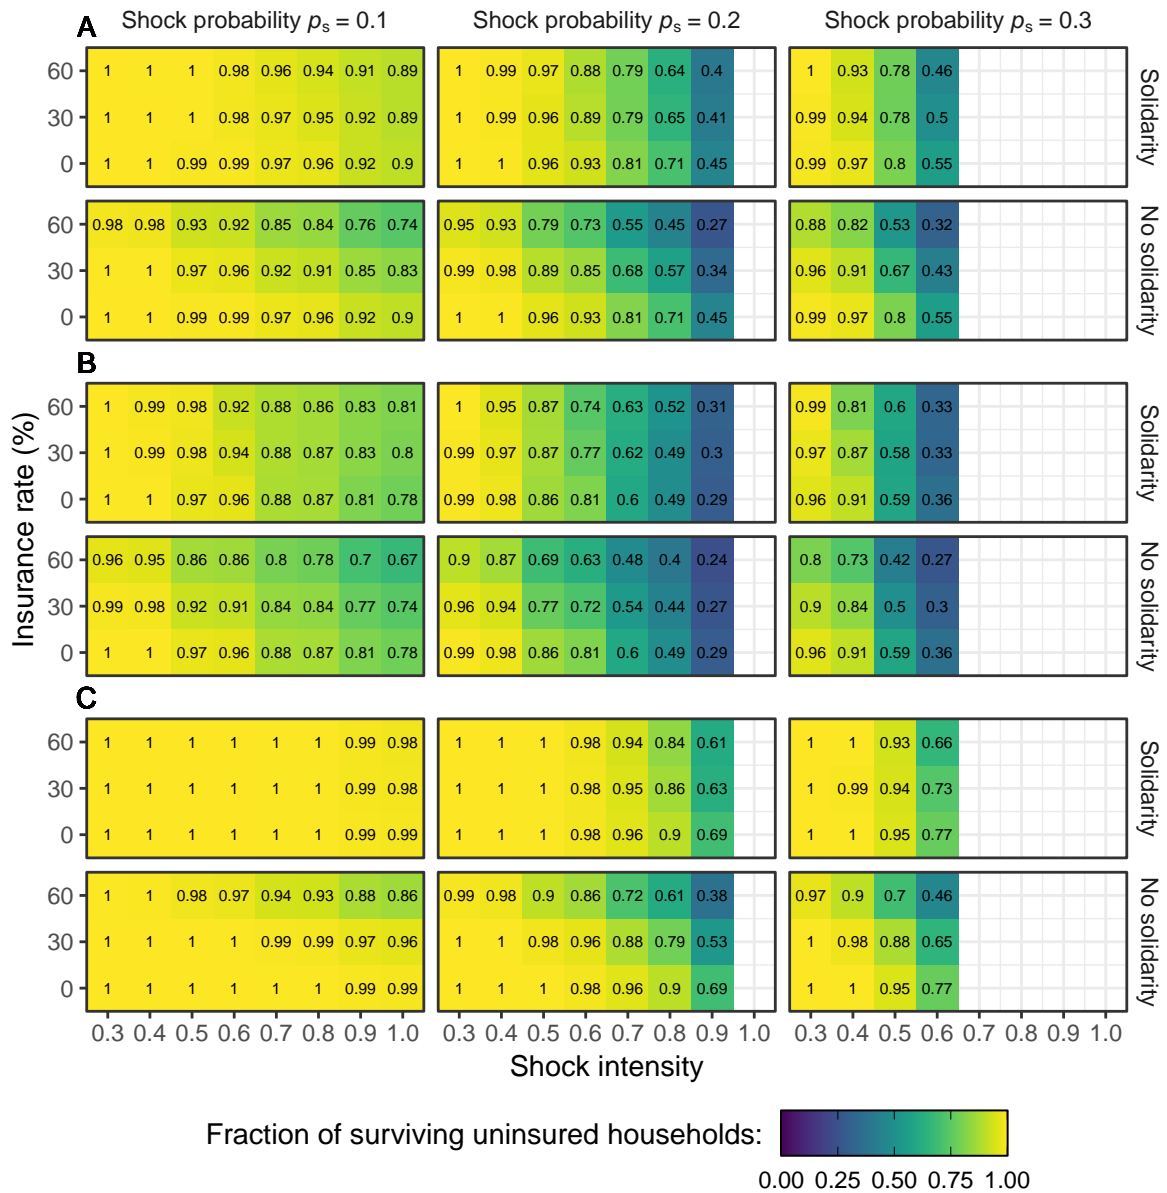 A
Shock probability pₛ = 0.1
Shock probability pₛ = 0.2
Shock probability pₛ = 0.3
60 1 1 1 0.98 0.96 0.94 0.91 0.89 1 0.99 0.97 0.88 0.79 0.64 0.4 1 0.93 0.78 0.46
30 1 1 1 0.98 0.97 0.95 0.92 0.89 1 0.99 0.96 0.89 0.79 0.65 0.41 0.99 0.94 0.78 0.5
0 1 1 0.99 0.99 0.97 0.96 0.92 0.9 1 1 0.96 0.93 0.81 0.71 0.45 0.99 0.97 0.8 0.55
Solidarity
60 0.98 0.98 0.93 0.92 0.85 0.84 0.76 0.74 0.95 0.93 0.79 0.73 0.55 0.45 0.27 0.88 0.82 0.53 0.32
30 1 1 0.97 0.96 0.92 0.91 0.85 0.83 0.99 0.98 0.89 0.85 0.68 0.57 0.34 0.96 0.91 0.67 0.43
0 1 1 0.99 0.99 0.97 0.96 0.92 0.9 1 1 0.96 0.93 0.81 0.71 0.45 0.99 0.97 0.8 0.55
No solidarity
B
60 1 0.99 0.98 0.92 0.88 0.86 0.83 0.81 1 0.95 0.87 0.74 0.63 0.52 0.31 0.99 0.81 0.6 0.33
30 1 0.99 0.98 0.94 0.88 0.87 0.83 0.8 0.99 0.97 0.87 0.77 0.62 0.49 0.3 0.97 0.87 0.58 0.33
0 1 1 0.97 0.96 0.88 0.87 0.81 0.78 0.99 0.98 0.86 0.81 0.6 0.49 0.29 0.96 0.91 0.59 0.36
Solidarity
Insurance rate (%)
60 0.96 0.95 0.86 0.86 0.8 0.78 0.7 0.67 0.9 0.87 0.69 0.63 0.48 0.4 0.24 0.8 0.73 0.42 0.27
30 0.99 0.98 0.92 0.91 0.84 0.84 0.77 0.74 0.96 0.94 0.77 0.72 0.54 0.44 0.27 0.9 0.84 0.5 0.3
0 1 1 0.97 0.96 0.88 0.87 0.81 0.78 0.99 0.98 0.86 0.81 0.6 0.49 0.29 0.96 0.91 0.59 0.36
No solidarity
C
60 1 1 1 1 1 1 0.99 0.98 1 1 1 0.98 0.94 0.84 0.61 1 1 0.93 0.66
30 1 1 1 1 1 1 0.99 0.98 1 1 1 0.98 0.95 0.86 0.63 1 0.99 0.94 0.73
0 1 1 1 1 1 1 0.99 0.99 1 1 1 0.98 0.96 0.9 0.69 1 1 0.95 0.77
Solidarity
60 1 1 0.98 0.97 0.94 0.93 0.88 0.86 0.99 0.98 0.9 0.86 0.72 0.61 0.38 0.97 0.9 0.7 0.46
30 1 1 1 1 0.99 0.99 0.97 0.96 1 1 0.98 0.96 0.88 0.79 0.53 1 0.98 0.88 0.65
0 1 1 1 1 1 1 0.99 0.99 1 1 1 0.98 0.96 0.9 0.69 1 1 0.95 0.77
No solidarity
0.3 0.4 0.5 0.6 0.7 0.8 0.9 1.0 0.3 0.4 0.5 0.6 0.7 0.8 0.9 1.0 0.3 0.4 0.5 0.6 0.7 0.8 0.9 1.0
Shock intensity
Fraction of surviving uninsured households:
0.00 0.25 0.50 0.75 1.00